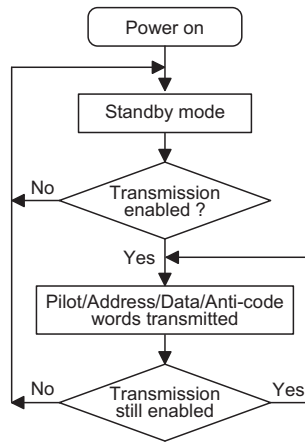 Power on
Standby mode
No
Transmission
enabled ?
Yes
Pilot/Address/Data/Anti-code
words transmitted
No
Transmission
still enabled
Yes